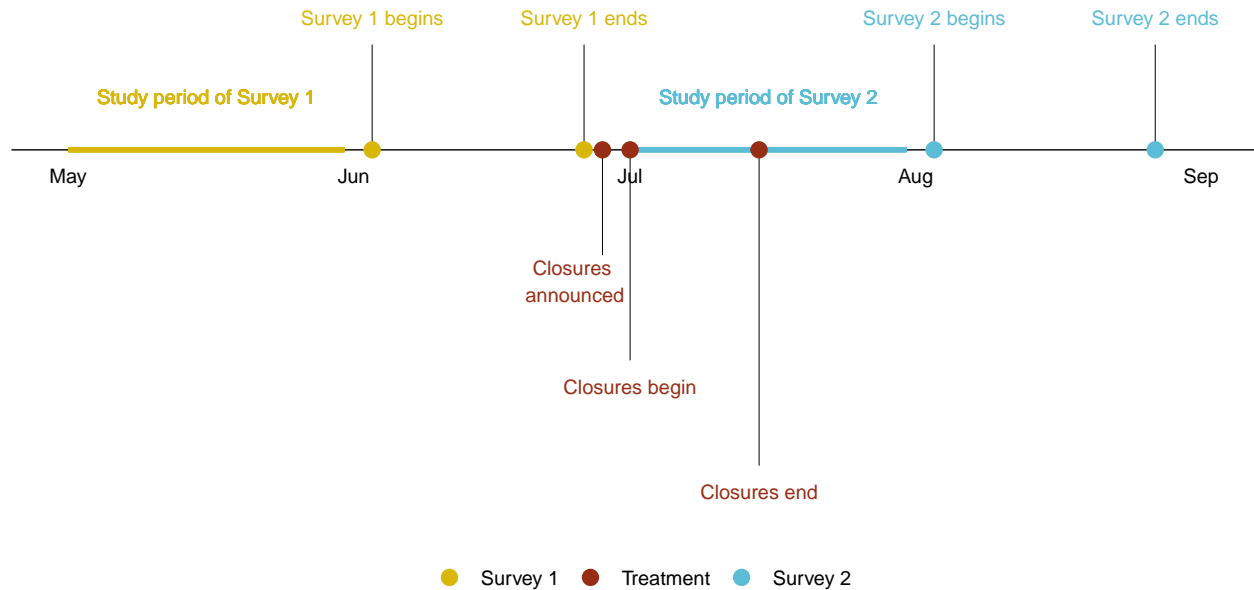 Survey 1 begins
Survey 1 ends
Survey 2 begins
Survey 2 ends
Study period of Survey 1
Study period of Survey 2
May
Jun
Jul
Aug
Sep
Closures
announced
Closures begin
Closures end
Survey 1
Treatment
Survey 2